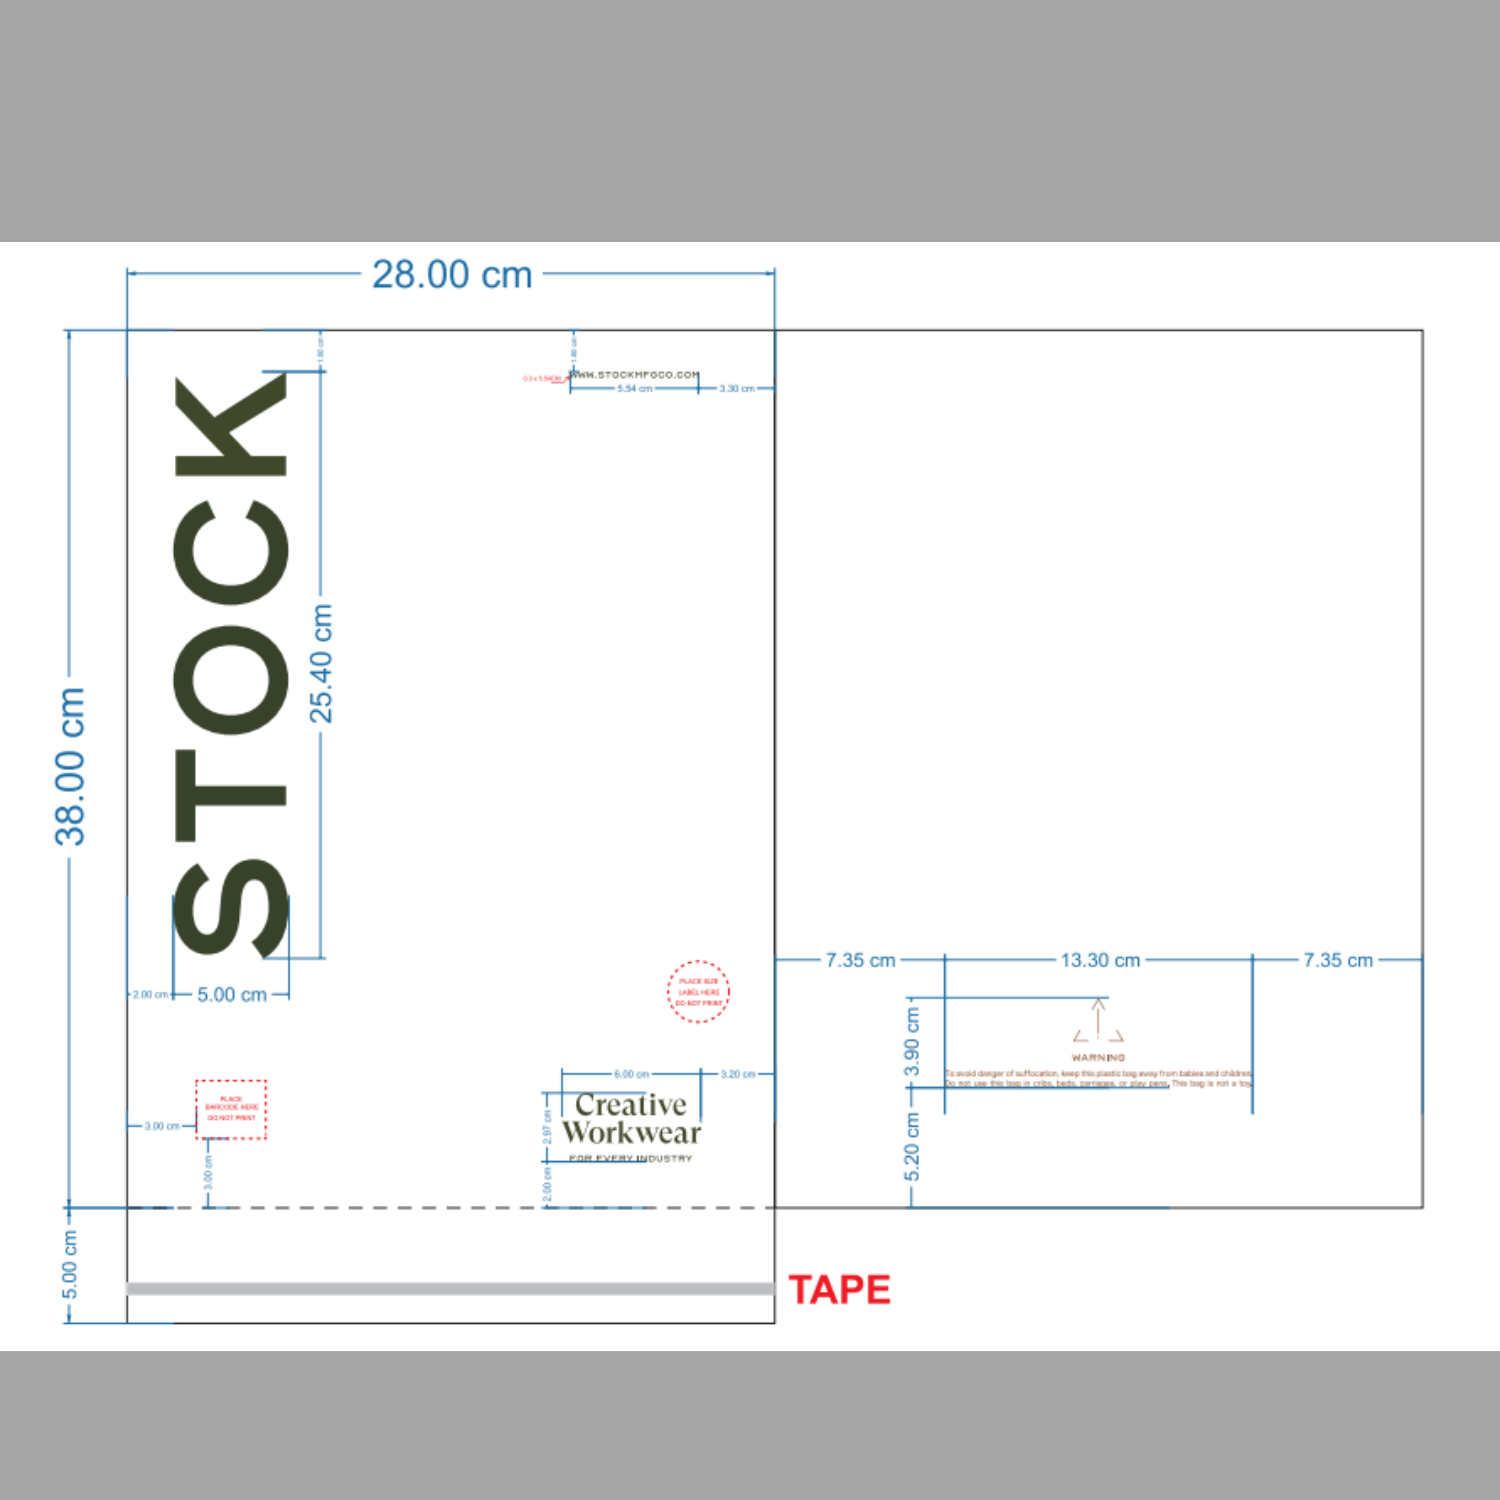 28.00 cm
1.80 cm
1.80 cm
WWW.STOCKMFGCO.COM
5.54 cm
3.30 cm
STOCK
25.40 cm
38.00 cm
2.00 cm
5.00 cm
PLACE SIZE
LABEL HERE
DO NOT PRINT
7.35 cm
13.30 cm
7.35 cm
3.90 cm
WARNING
To avoid danger of suffocation, keep this plastic bag away from babies and children.
Do not use this bag in cribs, beds, carriages, or play pens. This bag is not a toy.
5.20 cm
PLACE
BARCODE HERE
DO NOT PRINT
3.00 cm
3.00 cm
6.00 cm
3.20 cm
Creative
Workwear
FOR EVERY INDUSTRY
2.97 cm
2.00 cm
5.00 cm
TAPE